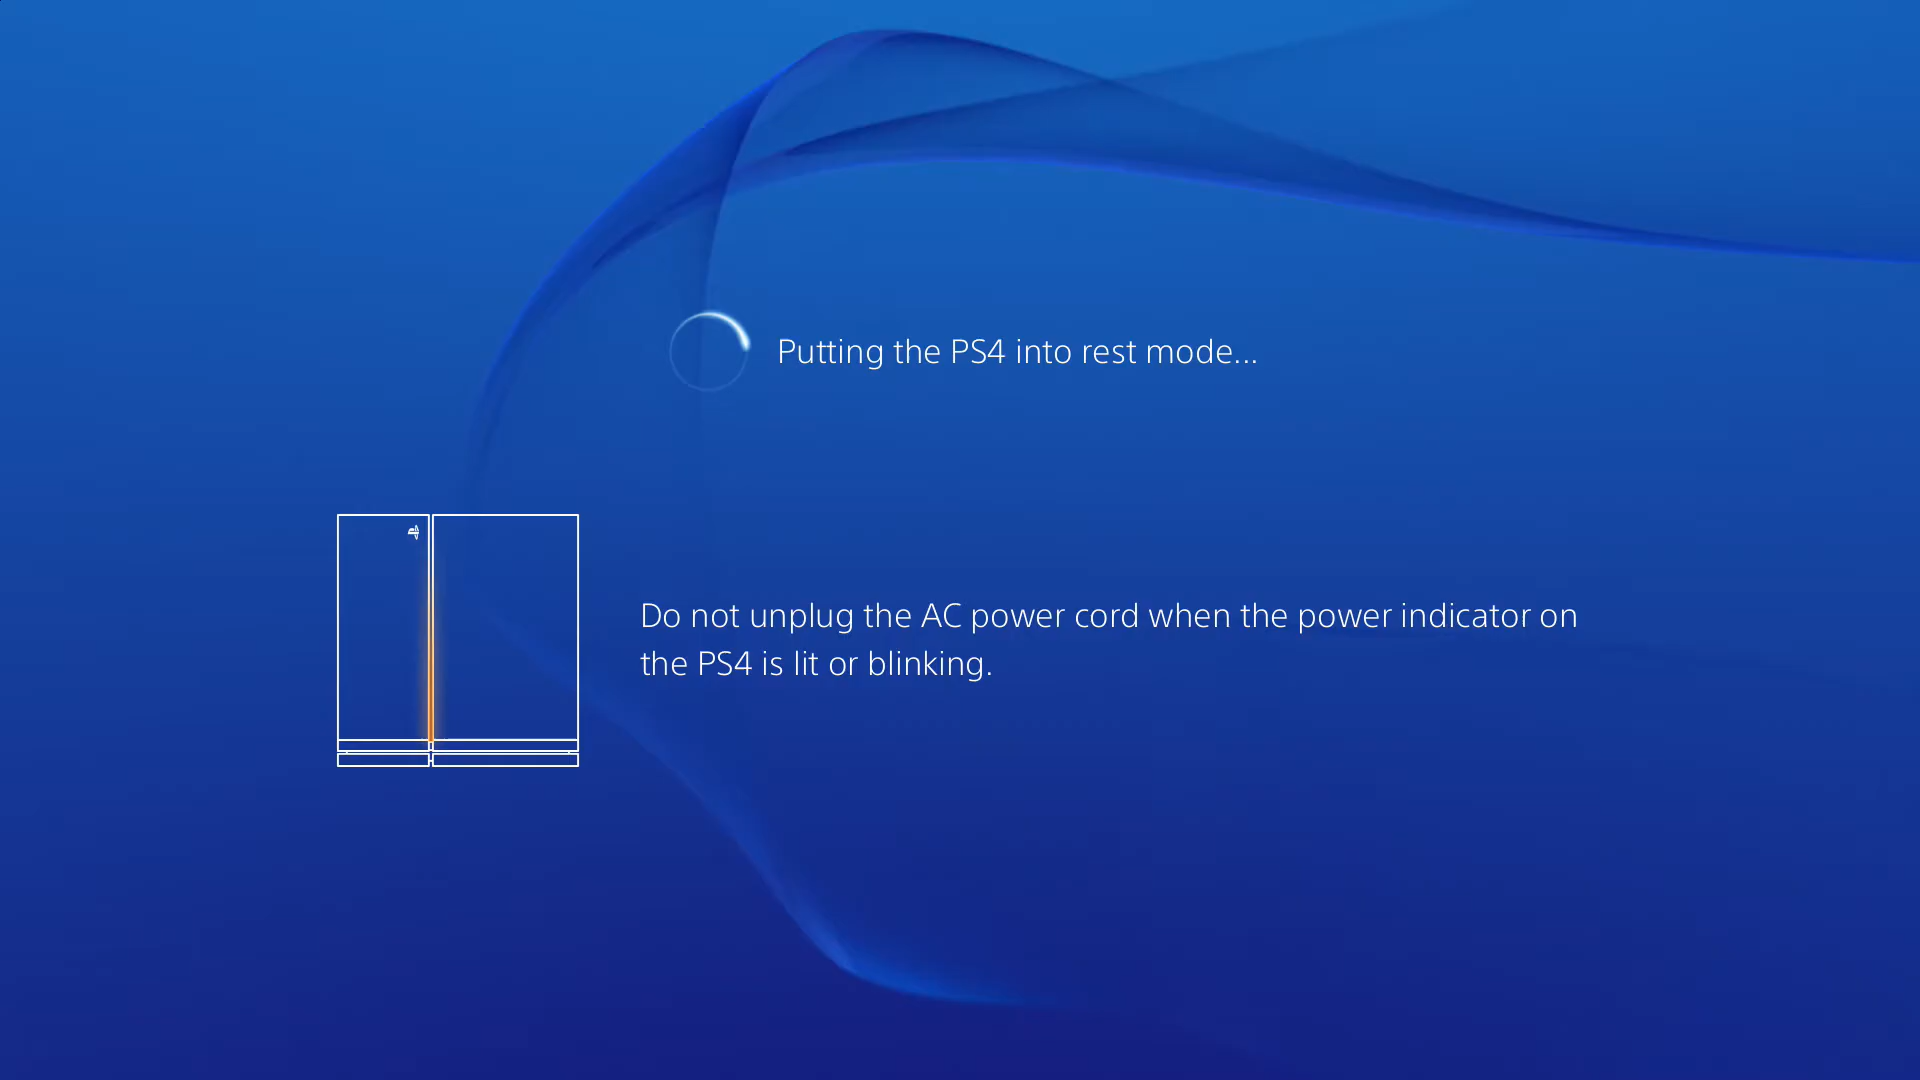 Putting the PS4 into rest mode...
Do not unplug the AC power cord when the power indicator on
the PS4 is lit or blinking.